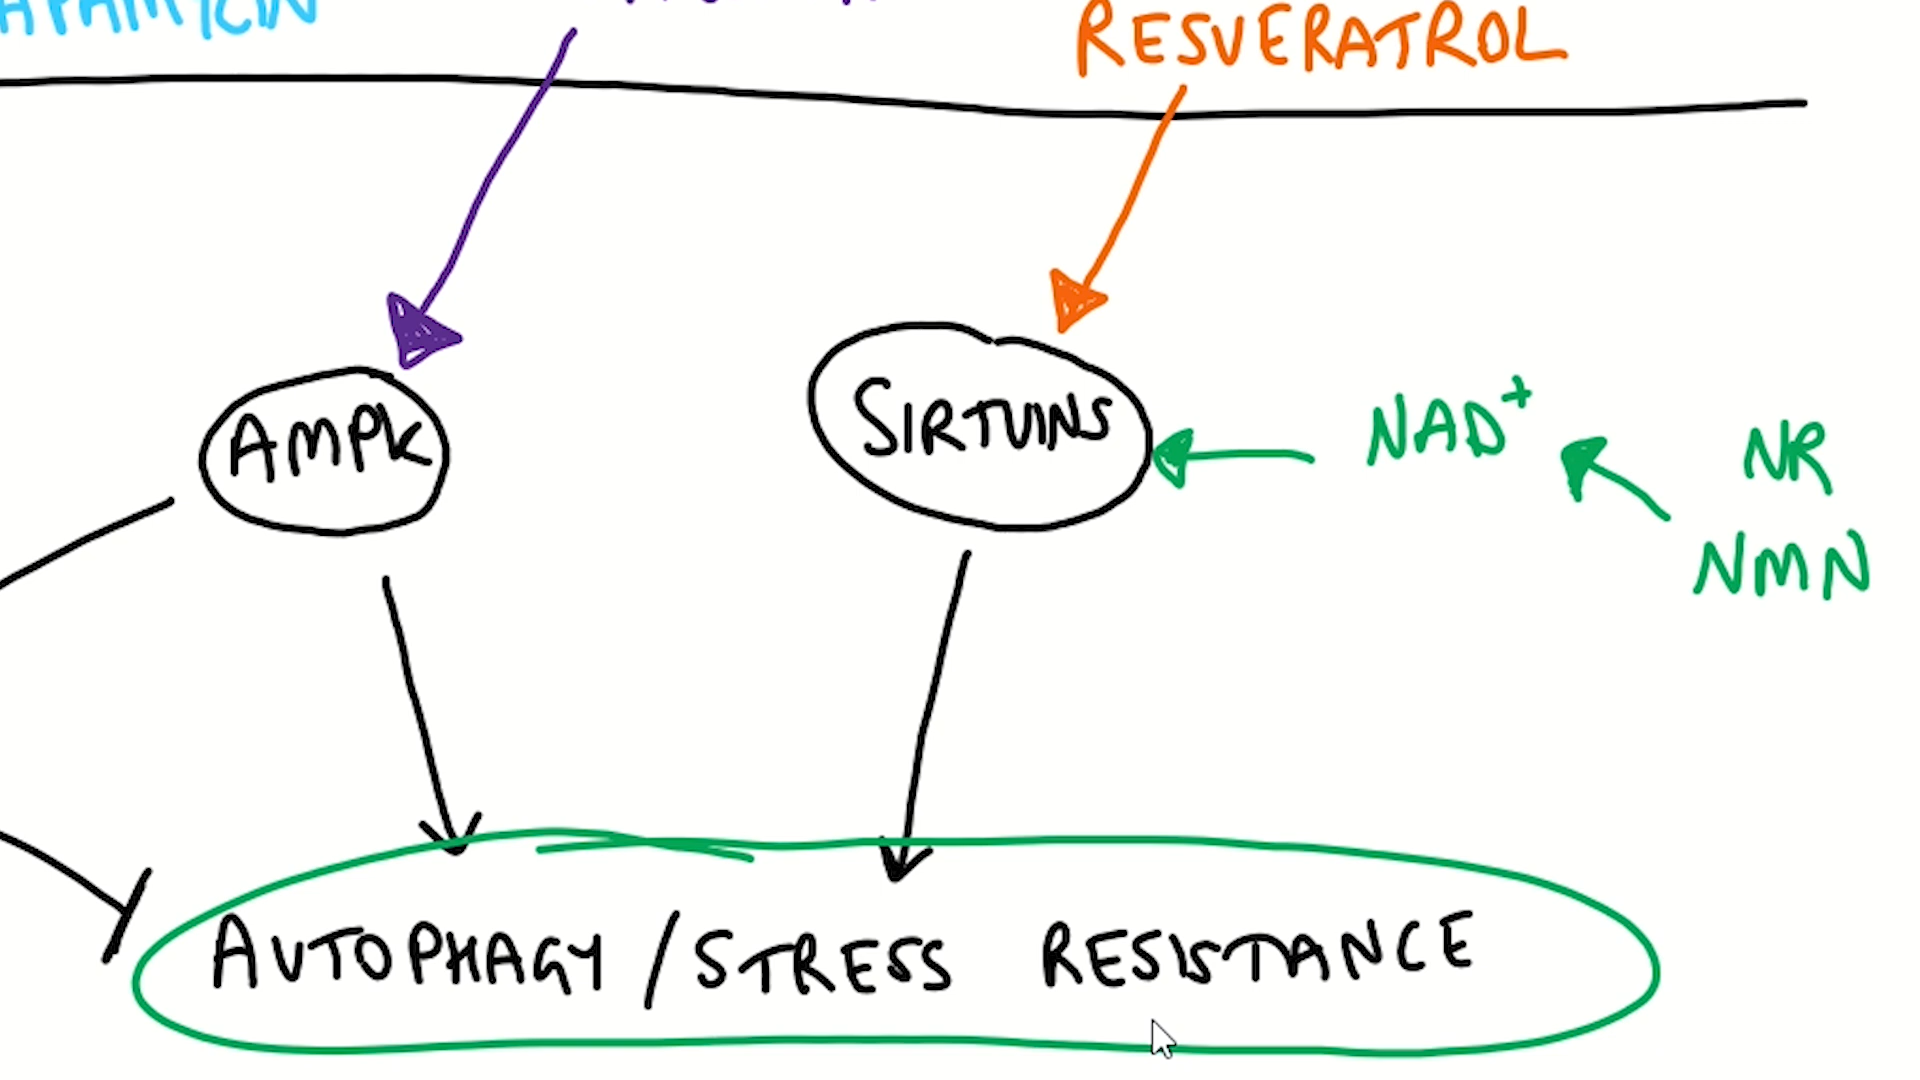 RESVERATROL
AMPK
SIRTUINS
NAD+
NR
NMN
AUTOPHAGY / STRESS RESISTANCE